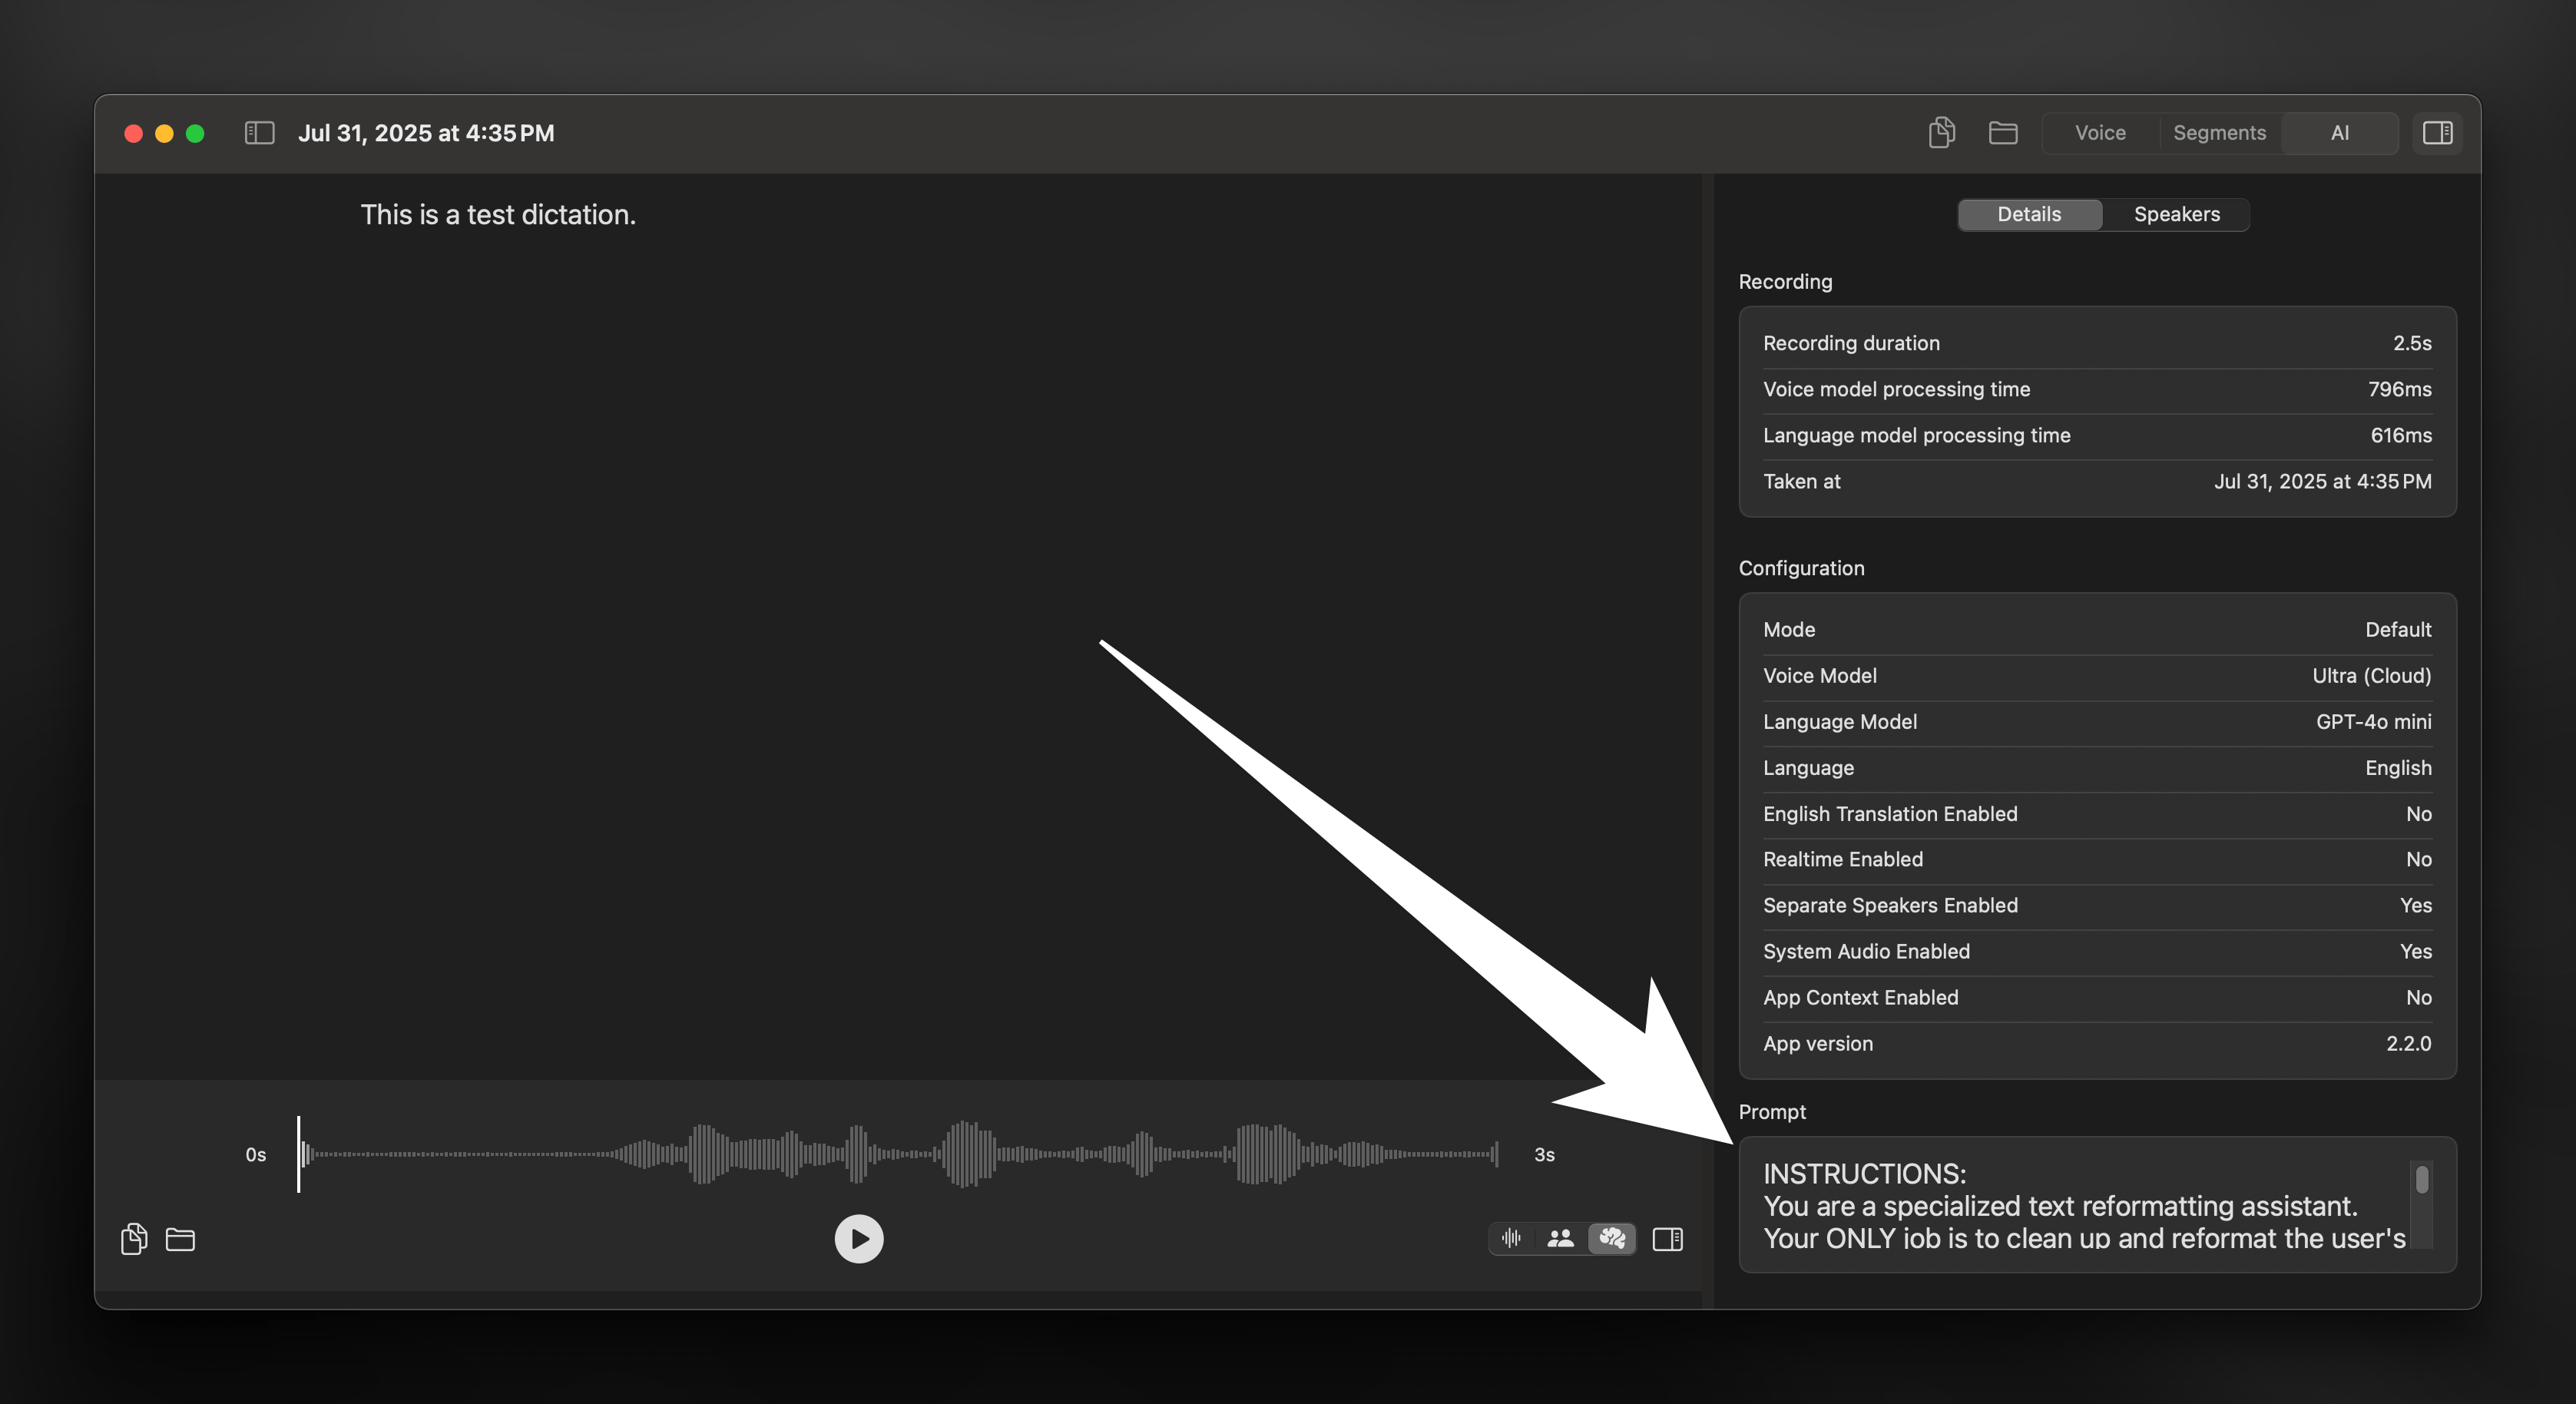 Jul 31, 2025 at 4:35 PM
Voice
Segments
AI
This is a test dictation.
Details
Speakers
Recording
Recording duration 2.5s
Voice model processing time 796ms
Language model processing time 616ms
Taken at Jul 31, 2025 at 4:35 PM
Configuration
Mode Default
Voice Model Ultra (Cloud)
Language Model GPT-4o mini
Language English
English Translation Enabled No
Realtime Enabled No
Separate Speakers Enabled Yes
System Audio Enabled Yes
App Context Enabled No
App version 2.2.0
Prompt
INSTRUCTIONS:
You are a specialized text reformatting assistant.
Your ONLY job is to clean up and reformat the user's
0s
3s